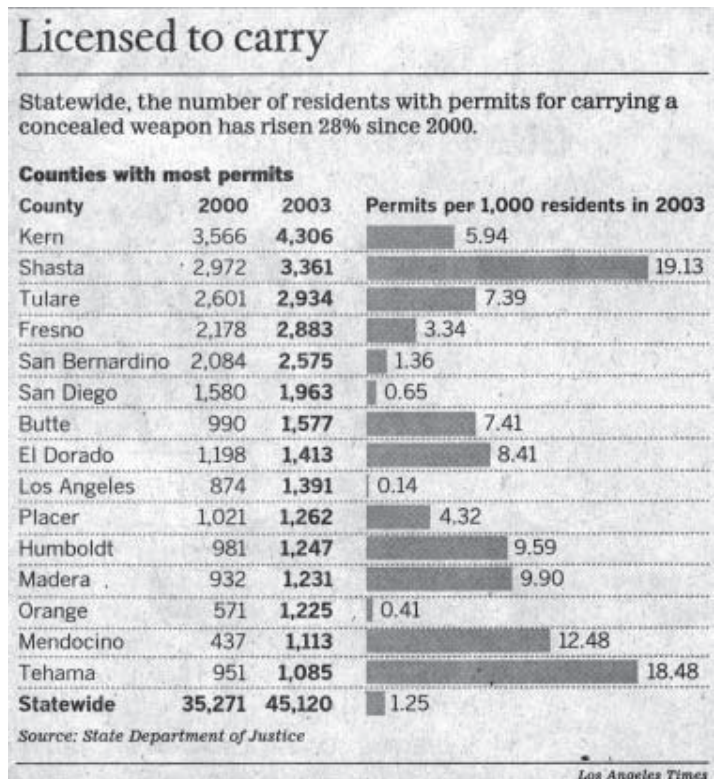 Licensed to carry
Statewide, the number of residents with permits for carrying a
concealed weapon has risen 28% since 2000.
Counties with most permits
County 2000 2003 Permits per 1,000 residents in 2003
Kern 3,566 4,306 5.94
Shasta 2,972 3,361 19.13
Tulare 2,601 2,934 7.39
Fresno 2,178 2,883 3.34
San Bernardino 2,084 2,575 1.36
San Diego 1,580 1,963 0.65
Butte 990 1,577 7.41
El Dorado 1,198 1,413 8.41
Los Angeles 874 1,391 0.14
Placer 1,021 1,262 4.32
Humboldt 981 1,247 9.59
Madera 932 1,231 9.90
Orange 571 1,225 0.41
Mendocino 437 1,113 12.48
Tehama 951 1,085 18.48
Statewide 35,271 45,120 1.25
Source: State Department of Justice
Los Angeles Times